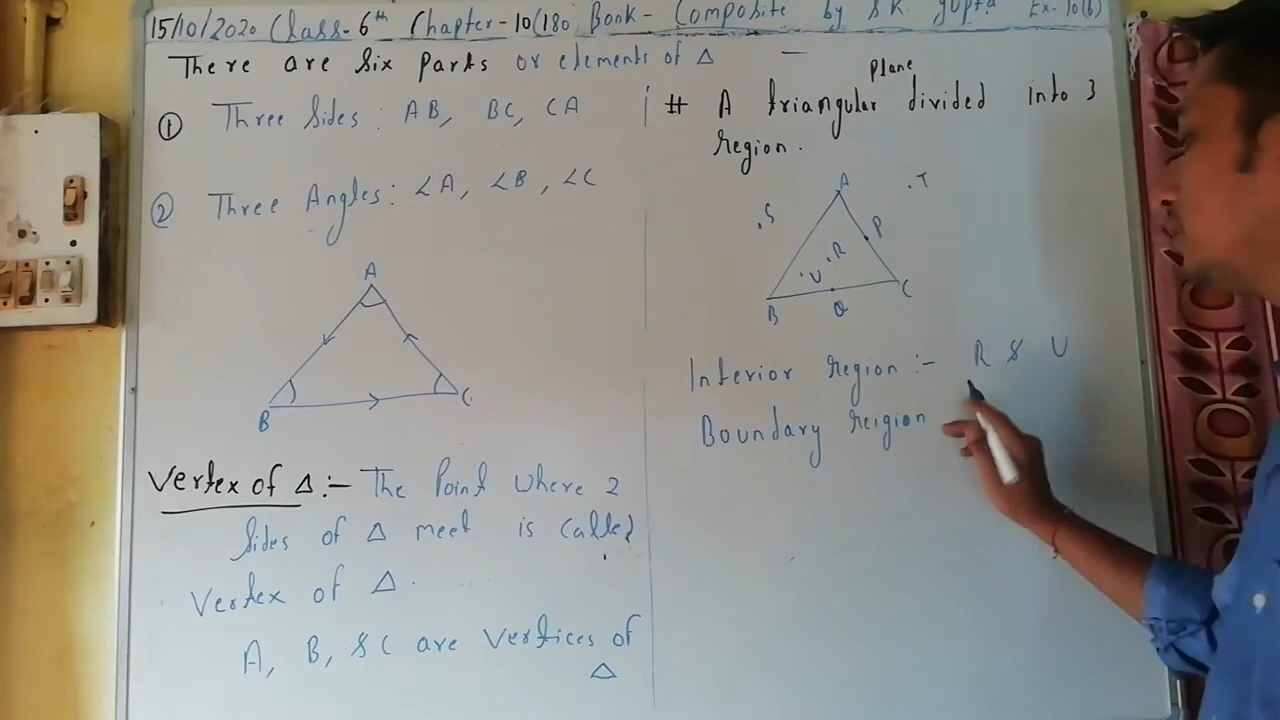 15/10/2020 Class-6th Chapter-10(180 Book- Composite by SK gupta Ex-10(b)
There are Six parts or elements of Δ
① Three Sides: AB, BC, CA
② Three Angles: ∠A, ∠B, ∠C
A
B
C
Vertex of Δ:- The Point where 2
Sides of Δ meet is called
Vertex of Δ.
A, B, & C are vertices of
Δ
# A triangular plane divided into 3
region.
A
.T
.S
P
.R
.U
B
Q
C
Interior region:- R & U
Boundary reigion